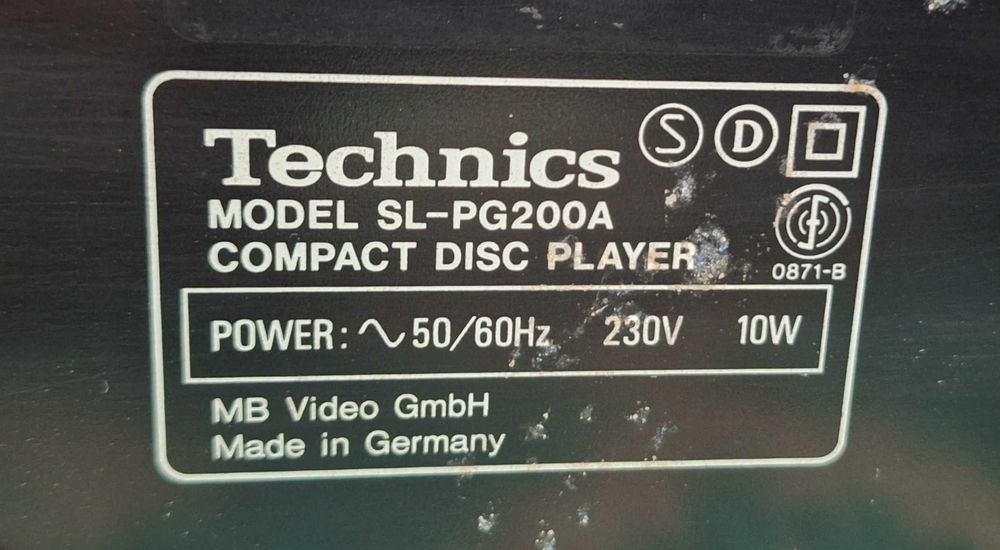 Technics
S D
MODEL SL-PG200A
COMPACT DISC PLAYER
0871-B
POWER: ∿ 50/60Hz 230V 10W
MB Video GmbH
Made in Germany